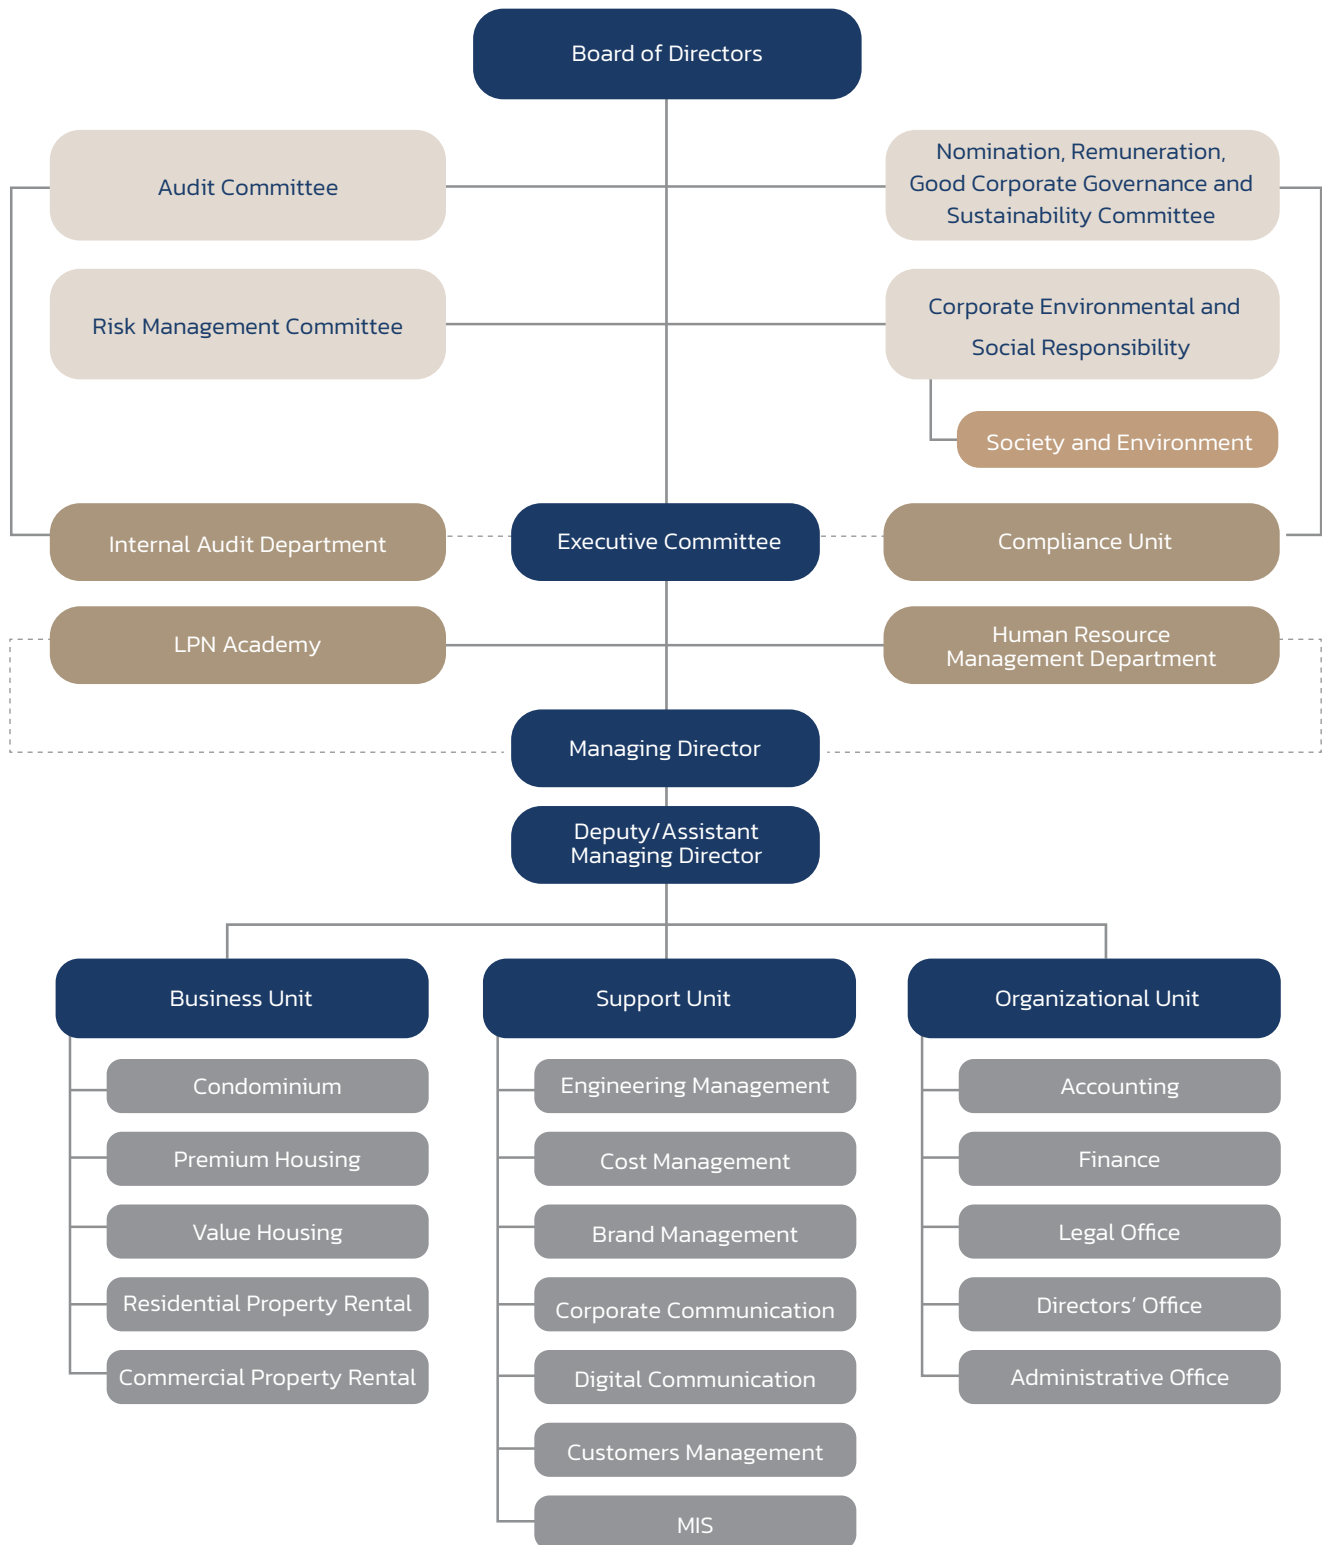 Board of Directors
Audit Committee
Nomination, Remuneration,
Good Corporate Governance and
Sustainability Committee
Risk Management Committee
Corporate Environmental and
Social Responsibility
Society and Environment
Internal Audit Department
Executive Committee
Compliance Unit
LPN Academy
Human Resource
Management Department
Managing Director
Deputy/Assistant
Managing Director
Business Unit
Condominium
Premium Housing
Value Housing
Residential Property Rental
Commercial Property Rental
Support Unit
Engineering Management
Cost Management
Brand Management
Corporate Communication
Digital Communication
Customers Management
MIS
Organizational Unit
Accounting
Finance
Legal Office
Directors’ Office
Administrative Office